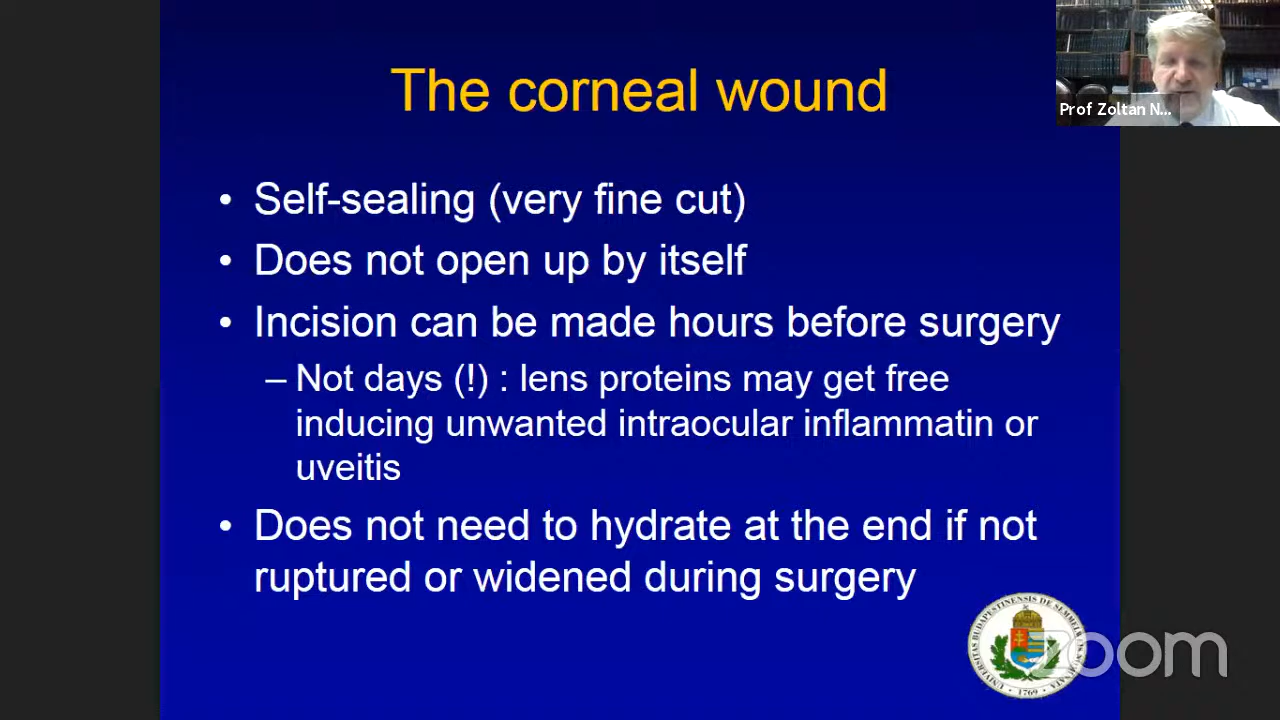 The corneal wound
Prof Zoltan N...
• Self-sealing (very fine cut)
• Does not open up by itself
• Incision can be made hours before surgery
– Not days (!) : lens proteins may get free
inducing unwanted intraocular inflammatin or
uveitis
• Does not need to hydrate at the end if not
ruptured or widened during surgery
zoom
1769